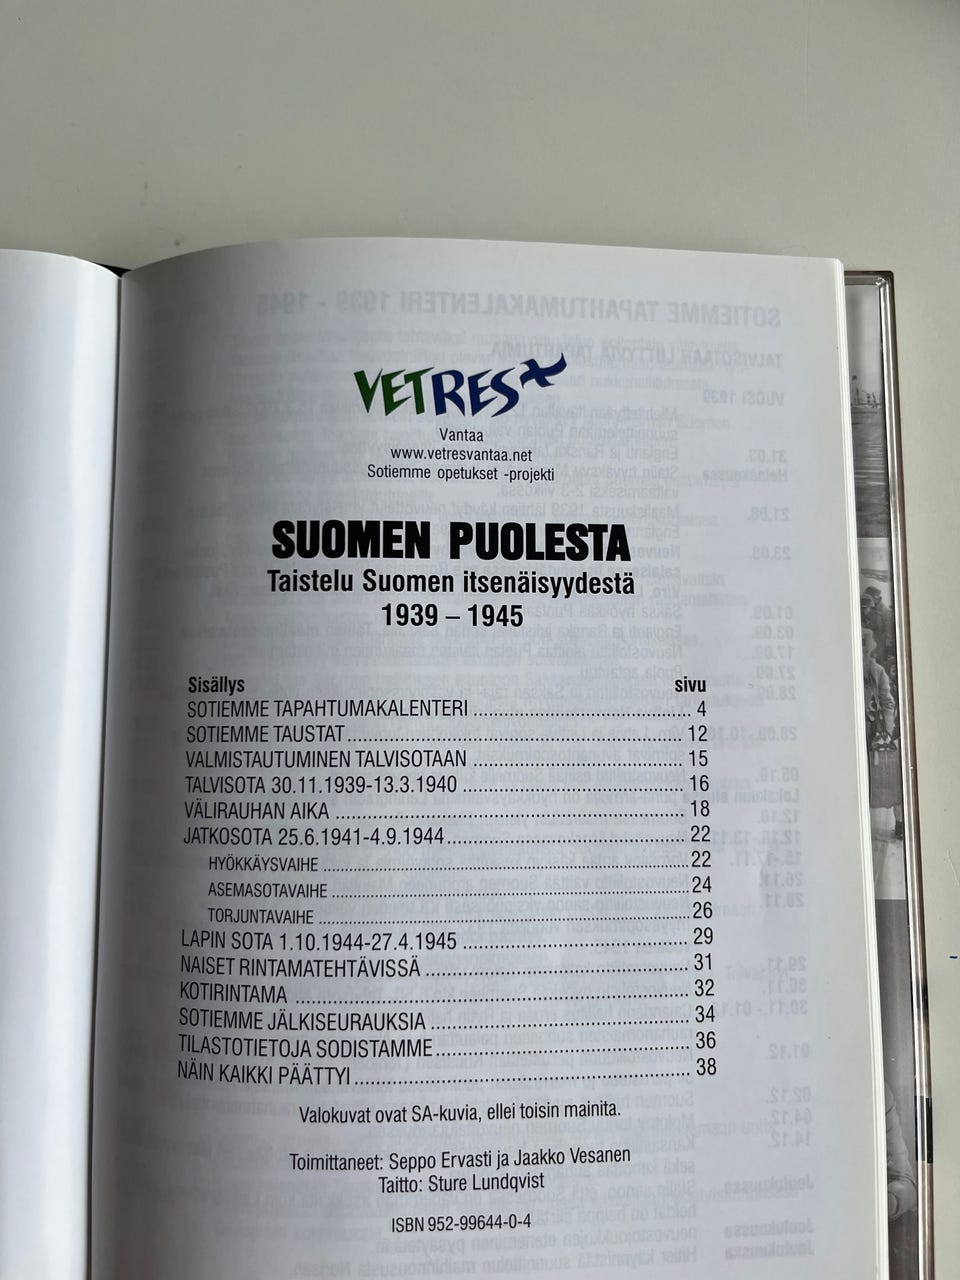 VETRES
Vantaa
www.vetresvantaa.net
Sotiemme opetukset -projekti
SUOMEN PUOLESTA
Taistelu Suomen itsenäisyydestä
1939 – 1945
Sisällys sivu
SOTIEMME TAPAHTUMAKALENTERI ........................................ 4
SOTIEMME TAUSTAT ................................................................ 12
VALMISTAUTUMINEN TALVISOTAAN ........................................ 15
TALVISOTA 30.11.1939-13.3.1940 ........................................ 16
VÄLIRAUHAN AIKA ................................................................ 18
JATKOSOTA 25.6.1941-4.9.1944 ........................................ 22
HYÖKKÄYSVAIHE ................................................................ 22
ASEMASOTAVAIHE ................................................................ 24
TORJUNTAVAIHE ................................................................ 26
LAPIN SOTA 1.10.1944-27.4.1945 ........................................ 29
NAISET RINTAMATEHTÄVISSÄ ........................................ 31
KOTIRINTAMA ................................................................ 32
SOTIEMME JÄLKISEURAUKSIA ........................................ 34
TILASTOTIETOJA SODISTAMME ........................................ 36
NÄIN KAIKKI PÄÄTTYI ........................................................ 38
Valokuvat ovat SA-kuvia, ellei toisin mainita.
Toimittaneet: Seppo Ervasti ja Jaakko Vesanen
Taitto: Sture Lundqvist
ISBN 952-99644-0-4